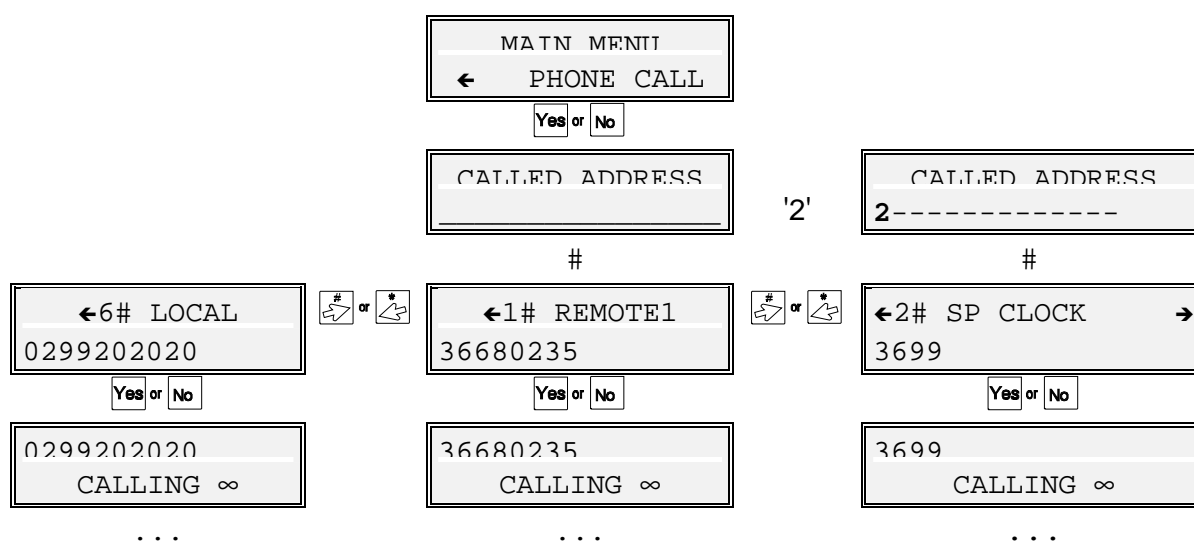 MAIN MENU
← PHONE CALL
Yes or No
CALLED ADDRESS
________________
'2'
CALLED ADDRESS
2-------------
#
#
←6# LOCAL
0299202020
# or *
←1# REMOTE1
36680235
# or *
←2# SP CLOCK →
3699
Yes or No
Yes or No
Yes or No
0299202020
CALLING ∞
36680235
CALLING ∞
3699
CALLING ∞
...
...
...